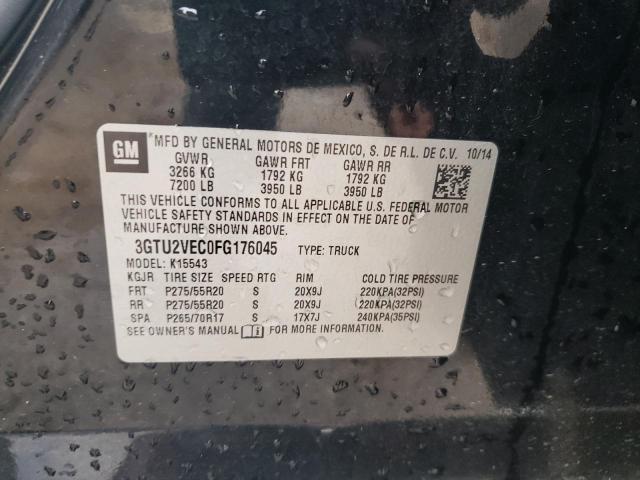 GM
*MFD BY GENERAL MOTORS DE MEXICO, S. DE R.L. DE C.V. 10/14
GVWR GAWR FRT GAWR RR
3266 KG 1792 KG 1792 KG
7200 LB 3950 LB 3950 LB
THIS VEHICLE CONFORMS TO ALL APPLICABLE U.S. FEDERAL MOTOR
VEHICLE SAFETY STANDARDS IN EFFECT ON THE DATE OF
MANUFACTURE SHOWN ABOVE.
3GTU2VEC0FG176045 TYPE: TRUCK
MODEL: K15543
KGJR TIRE SIZE SPEED RTG RIM COLD TIRE PRESSURE
FRT P275/55R20 S 20X9J 220KPA(32PSI)
RR P275/55R20 S 20X9J 220KPA(32PSI)
SPA P265/70R17 S 17X7J 240KPA(35PSI)
SEE OWNER'S MANUAL FOR MORE INFORMATION.